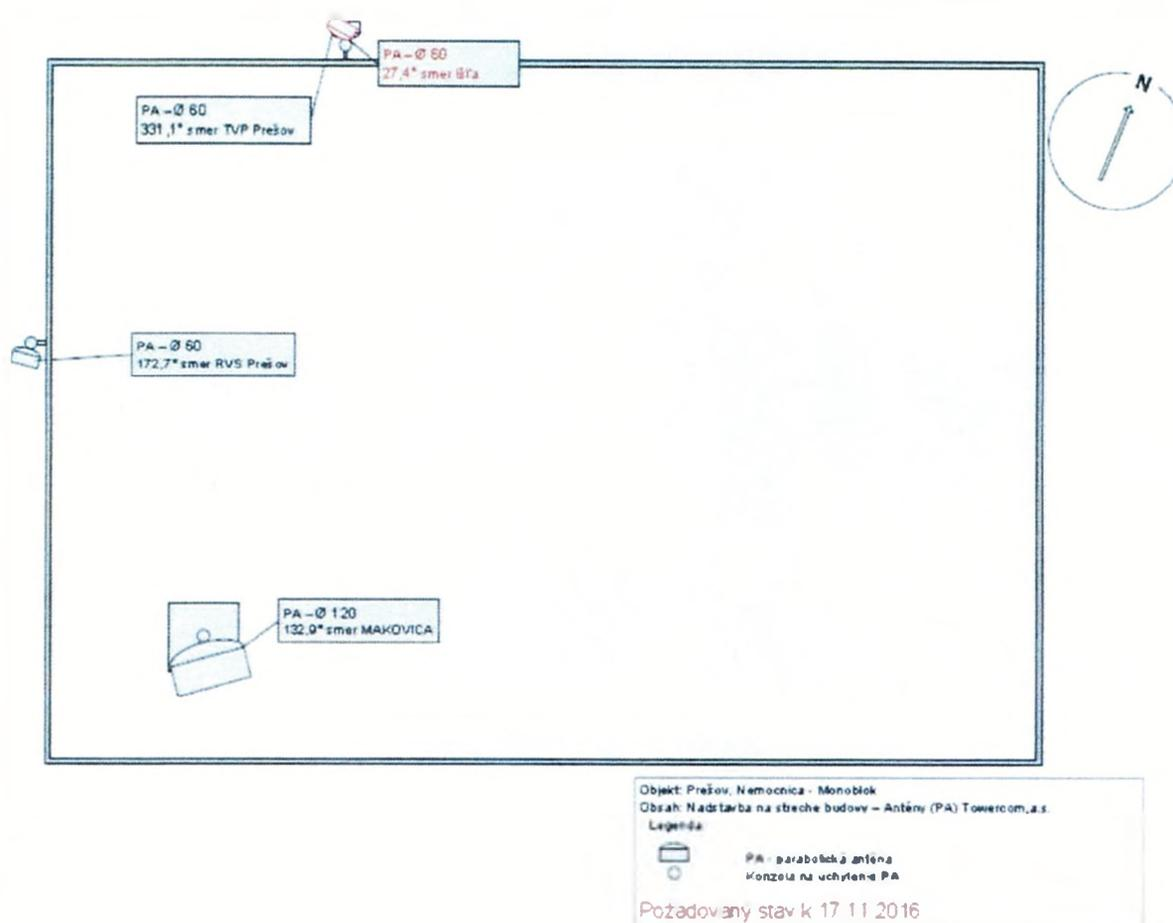 PA – Ø 60
27,4° smer Išľa
N
PA – Ø 60
331,1° smer TVP Prešov
PA – Ø 60
172,7° smer RVS Prešov
PA – Ø 120
132,9° smer MAKOVICA
Objekt: Prešov, Nemocnica - Monoblok
Obsah: Nadstavba na streche budovy – Antény (PA) Towercom,a.s.
Legenda
PA - parabolická anténa
Konzola na uchytenie PA
Požadovany stav k 17 11 2016